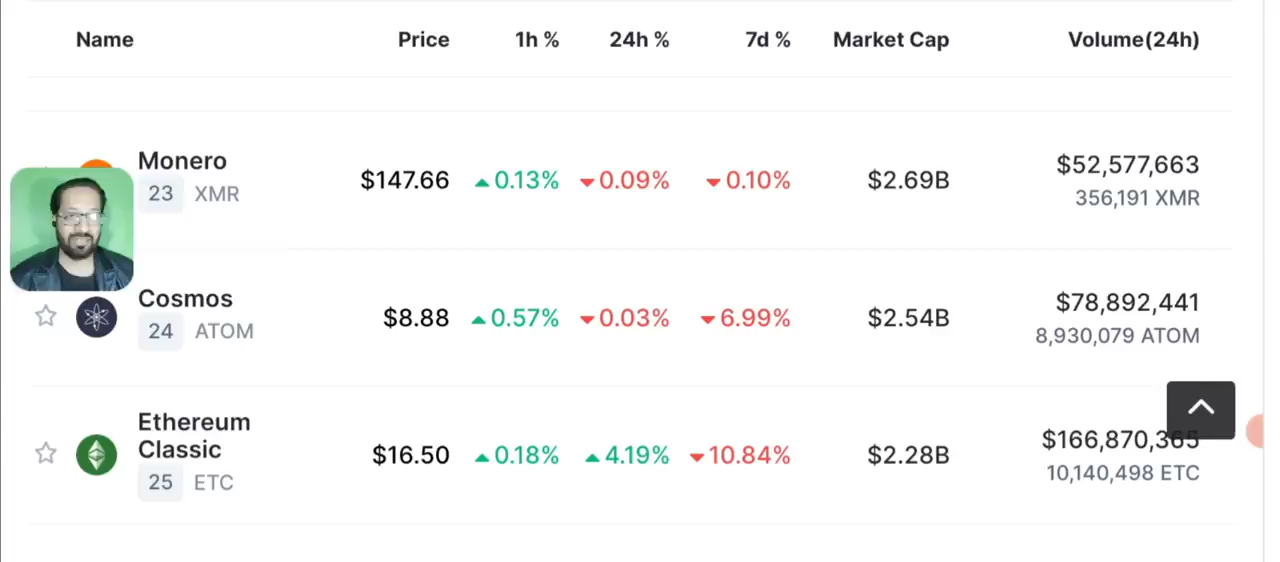 Name Price 1h % 24h % 7d % Market Cap Volume(24h)
Monero
23 XMR
$147.66 0.13% 0.09% 0.10% $2.69B $52,577,663
356,191 XMR
Cosmos
24 ATOM
$8.88 0.57% 0.03% 6.99% $2.54B $78,892,441
8,930,079 ATOM
Ethereum
Classic
25 ETC
$16.50 0.18% 4.19% 10.84% $2.28B $166,870,365
10,140,498 ETC